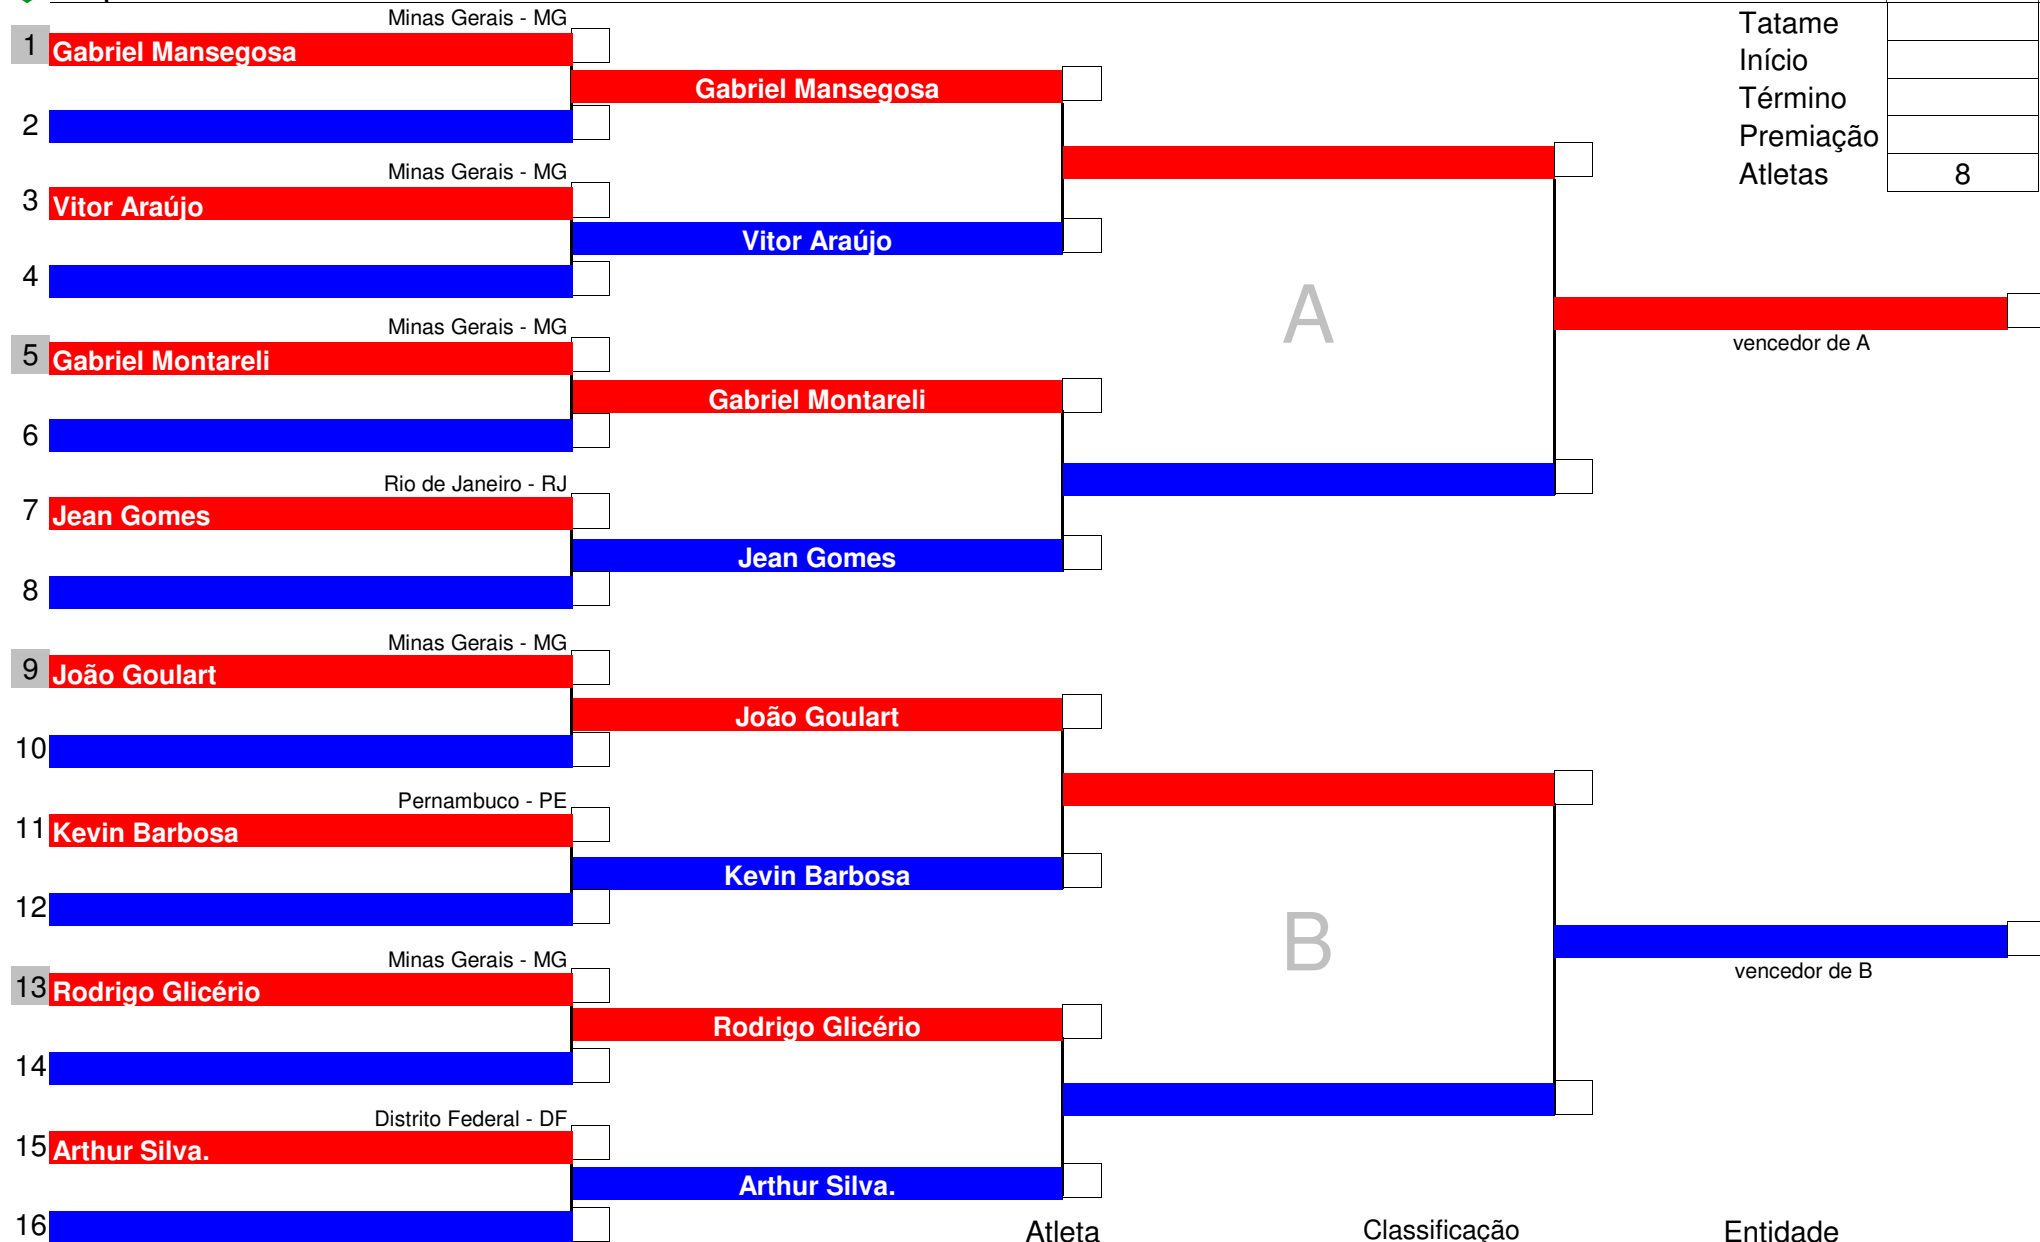 Minas Gerais - MG
1 Gabriel Mansegosa
Gabriel Mansegosa
2
Minas Gerais - MG
3 Vitor Araújo
Vitor Araújo
4
Minas Gerais - MG
5 Gabriel Montareli
Gabriel Montareli
6
Rio de Janeiro - RJ
7 Jean Gomes
Jean Gomes
8
Minas Gerais - MG
9 João Goulart
João Goulart
10
Pernambuco - PE
11 Kevin Barbosa
Kevin Barbosa
12
Minas Gerais - MG
13 Rodrigo Glicério
Rodrigo Glicério
14
Distrito Federal - DF
15 Arthur Silva.
Arthur Silva.
16
A
B
Tatame
Início
Término
Premiação
Atletas 8
vencedor de A
vencedor de B
Atleta Classificação Entidade